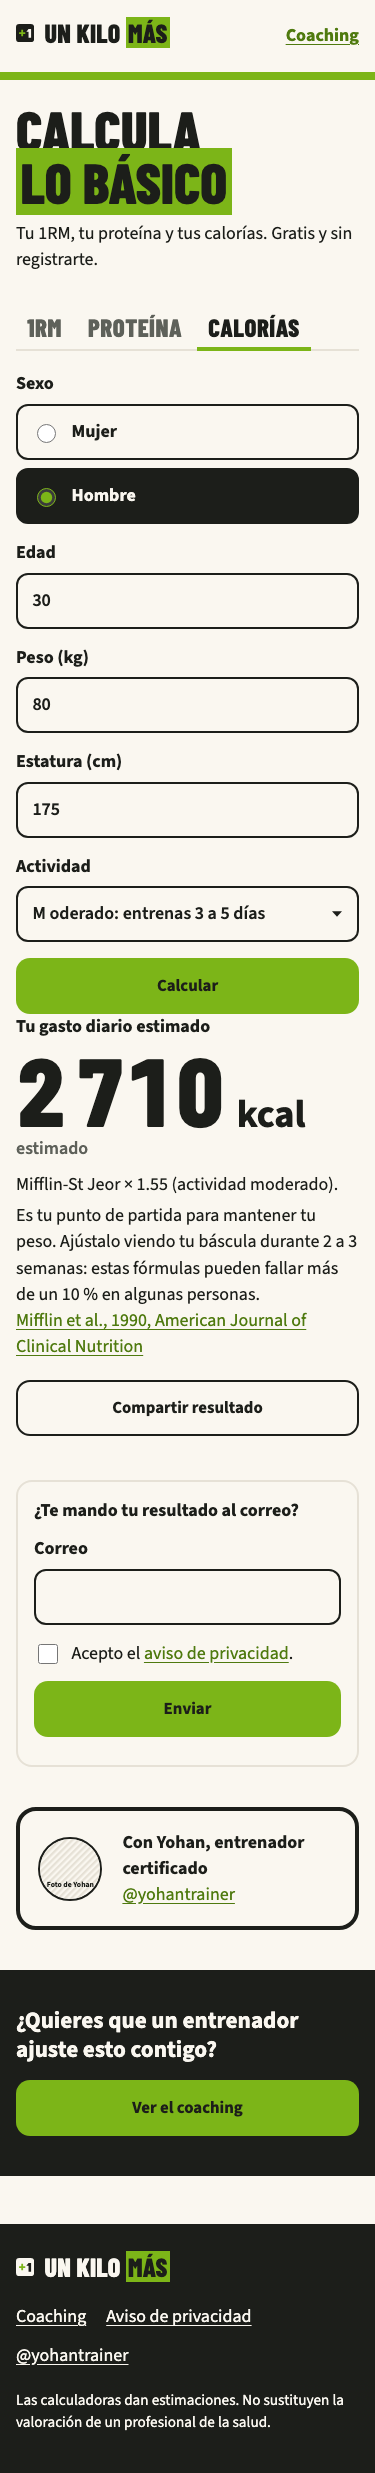 +1 UN KILO MÁS
Coaching
CALCULA
LO BÁSICO
Tu 1RM, tu proteína y tus calorías. Gratis y sin
registrarte.
1RM PROTEÍNA CALORÍAS
Sexo
Mujer
Hombre
Edad
30
Peso (kg)
80
Estatura (cm)
175
Actividad
M oderado: entrenas 3 a 5 días
Calcular
Tu gasto diario estimado
2 710 kcal
estimado
Mifflin-St Jeor × 1.55 (actividad moderado).
Es tu punto de partida para mantener tu
peso. Ajústalo viendo tu báscula durante 2 a 3
semanas: estas fórmulas pueden fallar más
de un 10 % en algunas personas.
Mifflin et al., 1990, American Journal of
Clinical Nutrition
Compartir resultado
¿Te mando tu resultado al correo?
Correo
Acepto el aviso de privacidad.
Enviar
Foto de Yohan
Con Yohan, entrenador
certificado
@yohantrainer
¿Quieres que un entrenador
ajuste esto contigo?
Ver el coaching
+1 UN KILO MÁS
Coaching Aviso de privacidad
@yohantrainer
Las calculadoras dan estimaciones. No sustituyen la
valoración de un profesional de la salud.